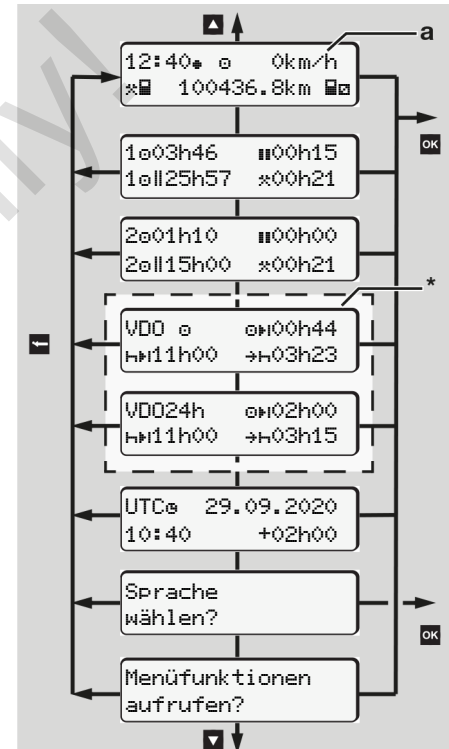 a
12:40 0km/h
100436.8km
OK
1 03h46 00h15
1 25h57 00h21
2 01h10 00h00
2 15h00 00h21
*
VDO 00h44
11h00 03h23
VDO24h 02h00
11h00 03h15
UTC 29.09.2020
10:40 +02h00
Sprache
wählen?
OK
Menüfunktionen
aufrufen?